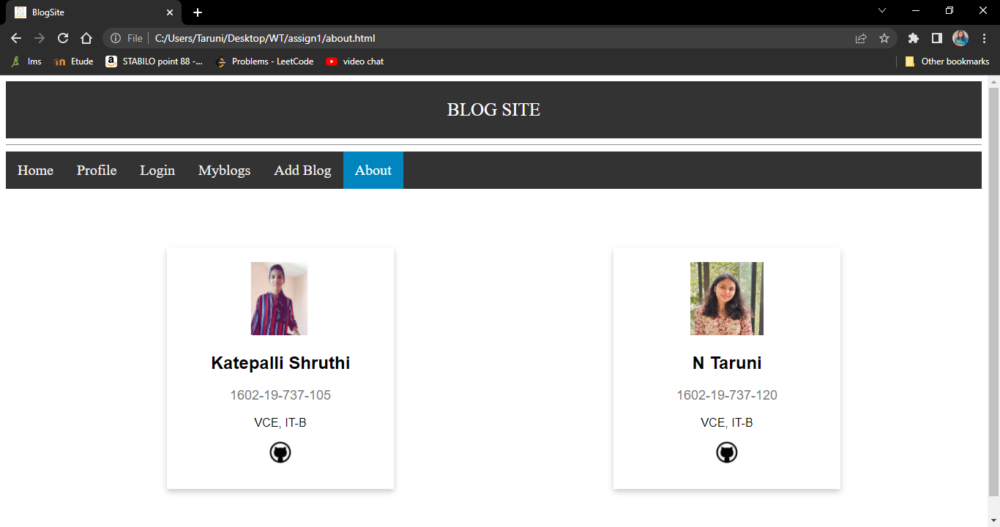 BlogSite
File C:/Users/Taruni/Desktop/WT/assign1/about.html
lms Etude STABILO point 88 -... Problems - LeetCode video chat Other bookmarks
BLOG SITE
Home Profile Login Myblogs Add Blog About
Katepalli Shruthi
1602-19-737-105
VCE, IT-B
N Taruni
1602-19-737-120
VCE, IT-B